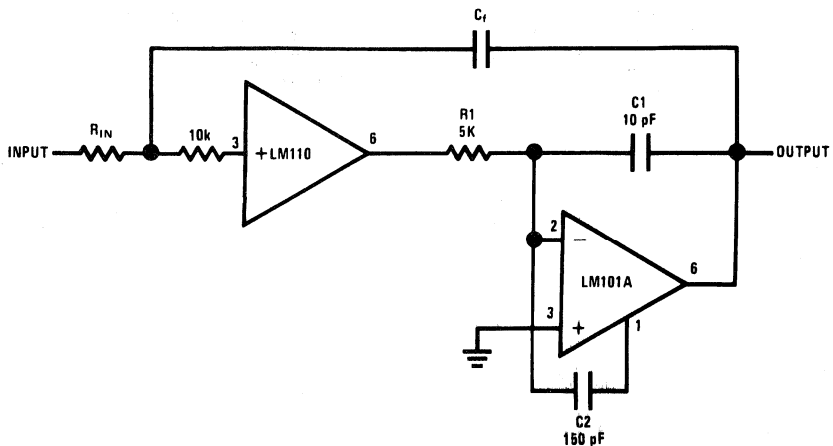 Cf
RIN
10k
3
+
LM110
6
R1
5K
C1
10 pF
INPUT
OUTPUT
2
−
LM101A
6
3
+
1
C2
150 pF